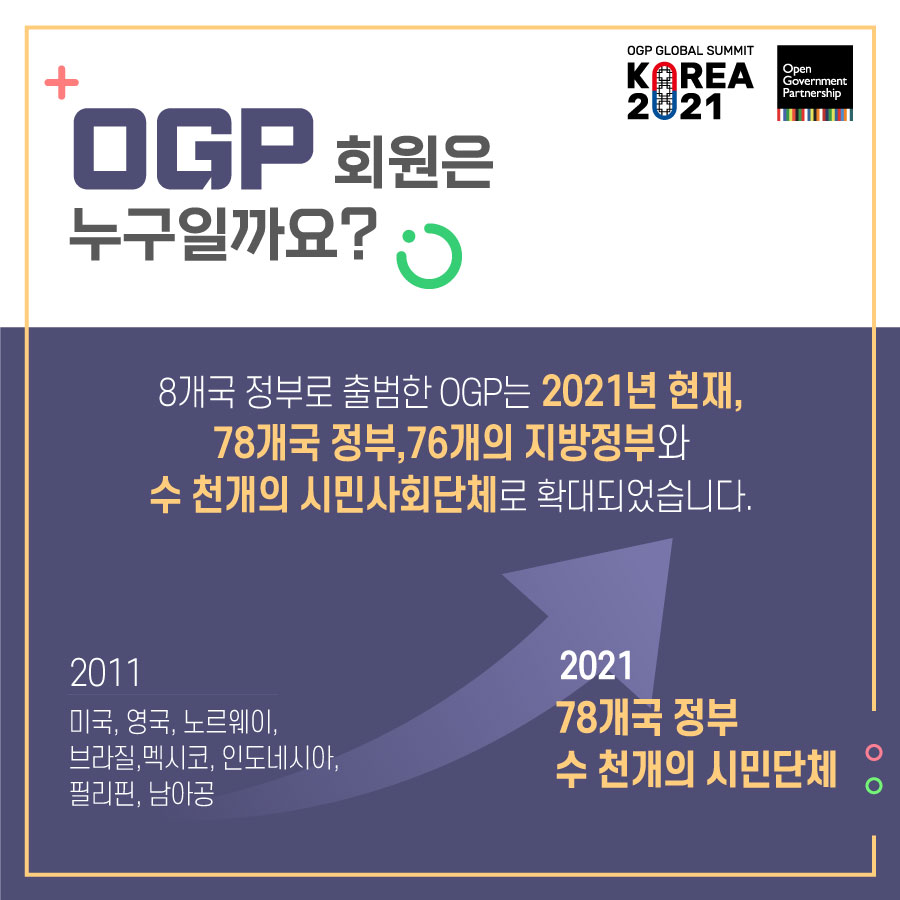 OGP GLOBAL SUMMIT
KOREA
2021
Open
Government
Partnership
OGP 회원은
누구일까요?
8개국 정부로 출범한 OGP는 2021년 현재,
78개국 정부,76개의 지방정부와
수 천개의 시민사회단체로 확대되었습니다.
2011
미국, 영국, 노르웨이,
브라질,멕시코, 인도네시아,
필리핀, 남아공
2021
78개국 정부
수 천개의 시민단체